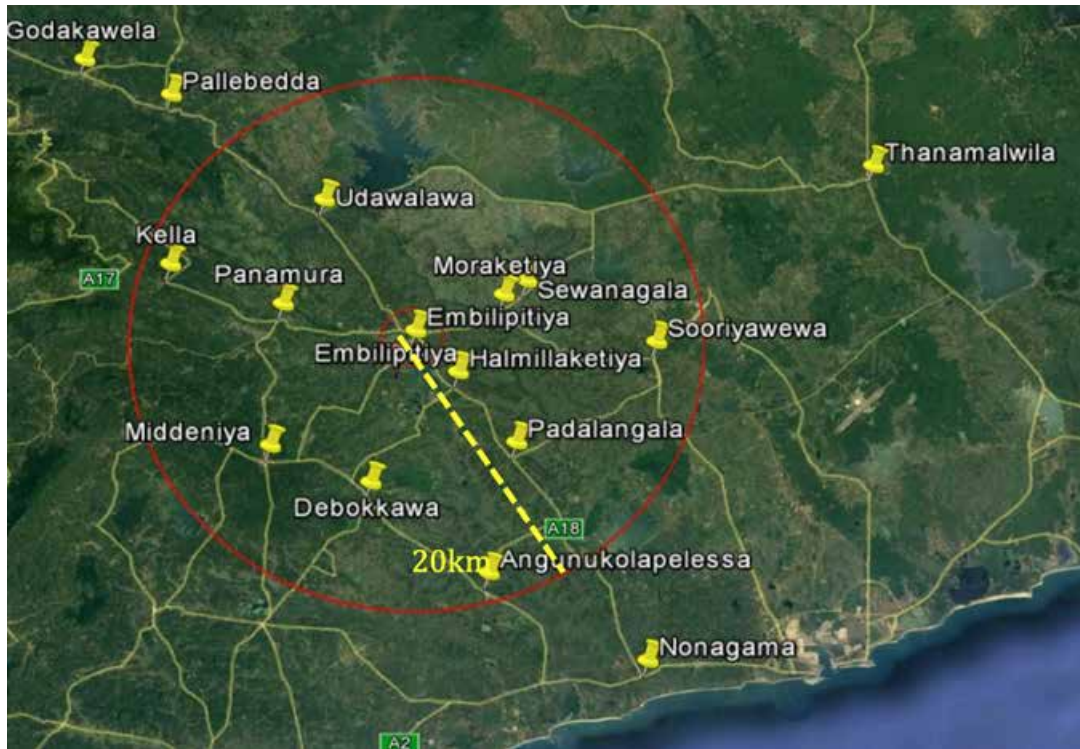 Godakawela
Pallebedda
Thanamalwila
Udawalawa
Kella
A17
Panamura
Moraketiya
Sewanagala
Embilipitiya
Sooriyawewa
Embilipitiya
Halmillaketiya
Middeniya
Padalangala
Debokkawa
A18
20km
Angunukolapelessa
Nonagama
A2